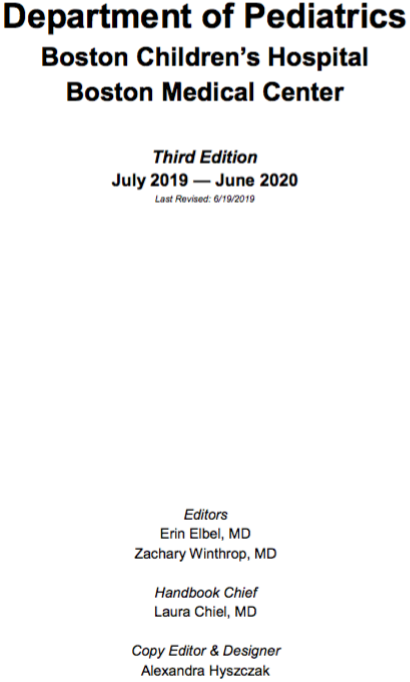 Department of Pediatrics
Boston Children’s Hospital
Boston Medical Center
Third Edition
July 2019 — June 2020
Last Revised: 6/19/2019
Editors
Erin Elbel, MD
Zachary Winthrop, MD
Handbook Chief
Laura Chiel, MD
Copy Editor & Designer
Alexandra Hyszczak